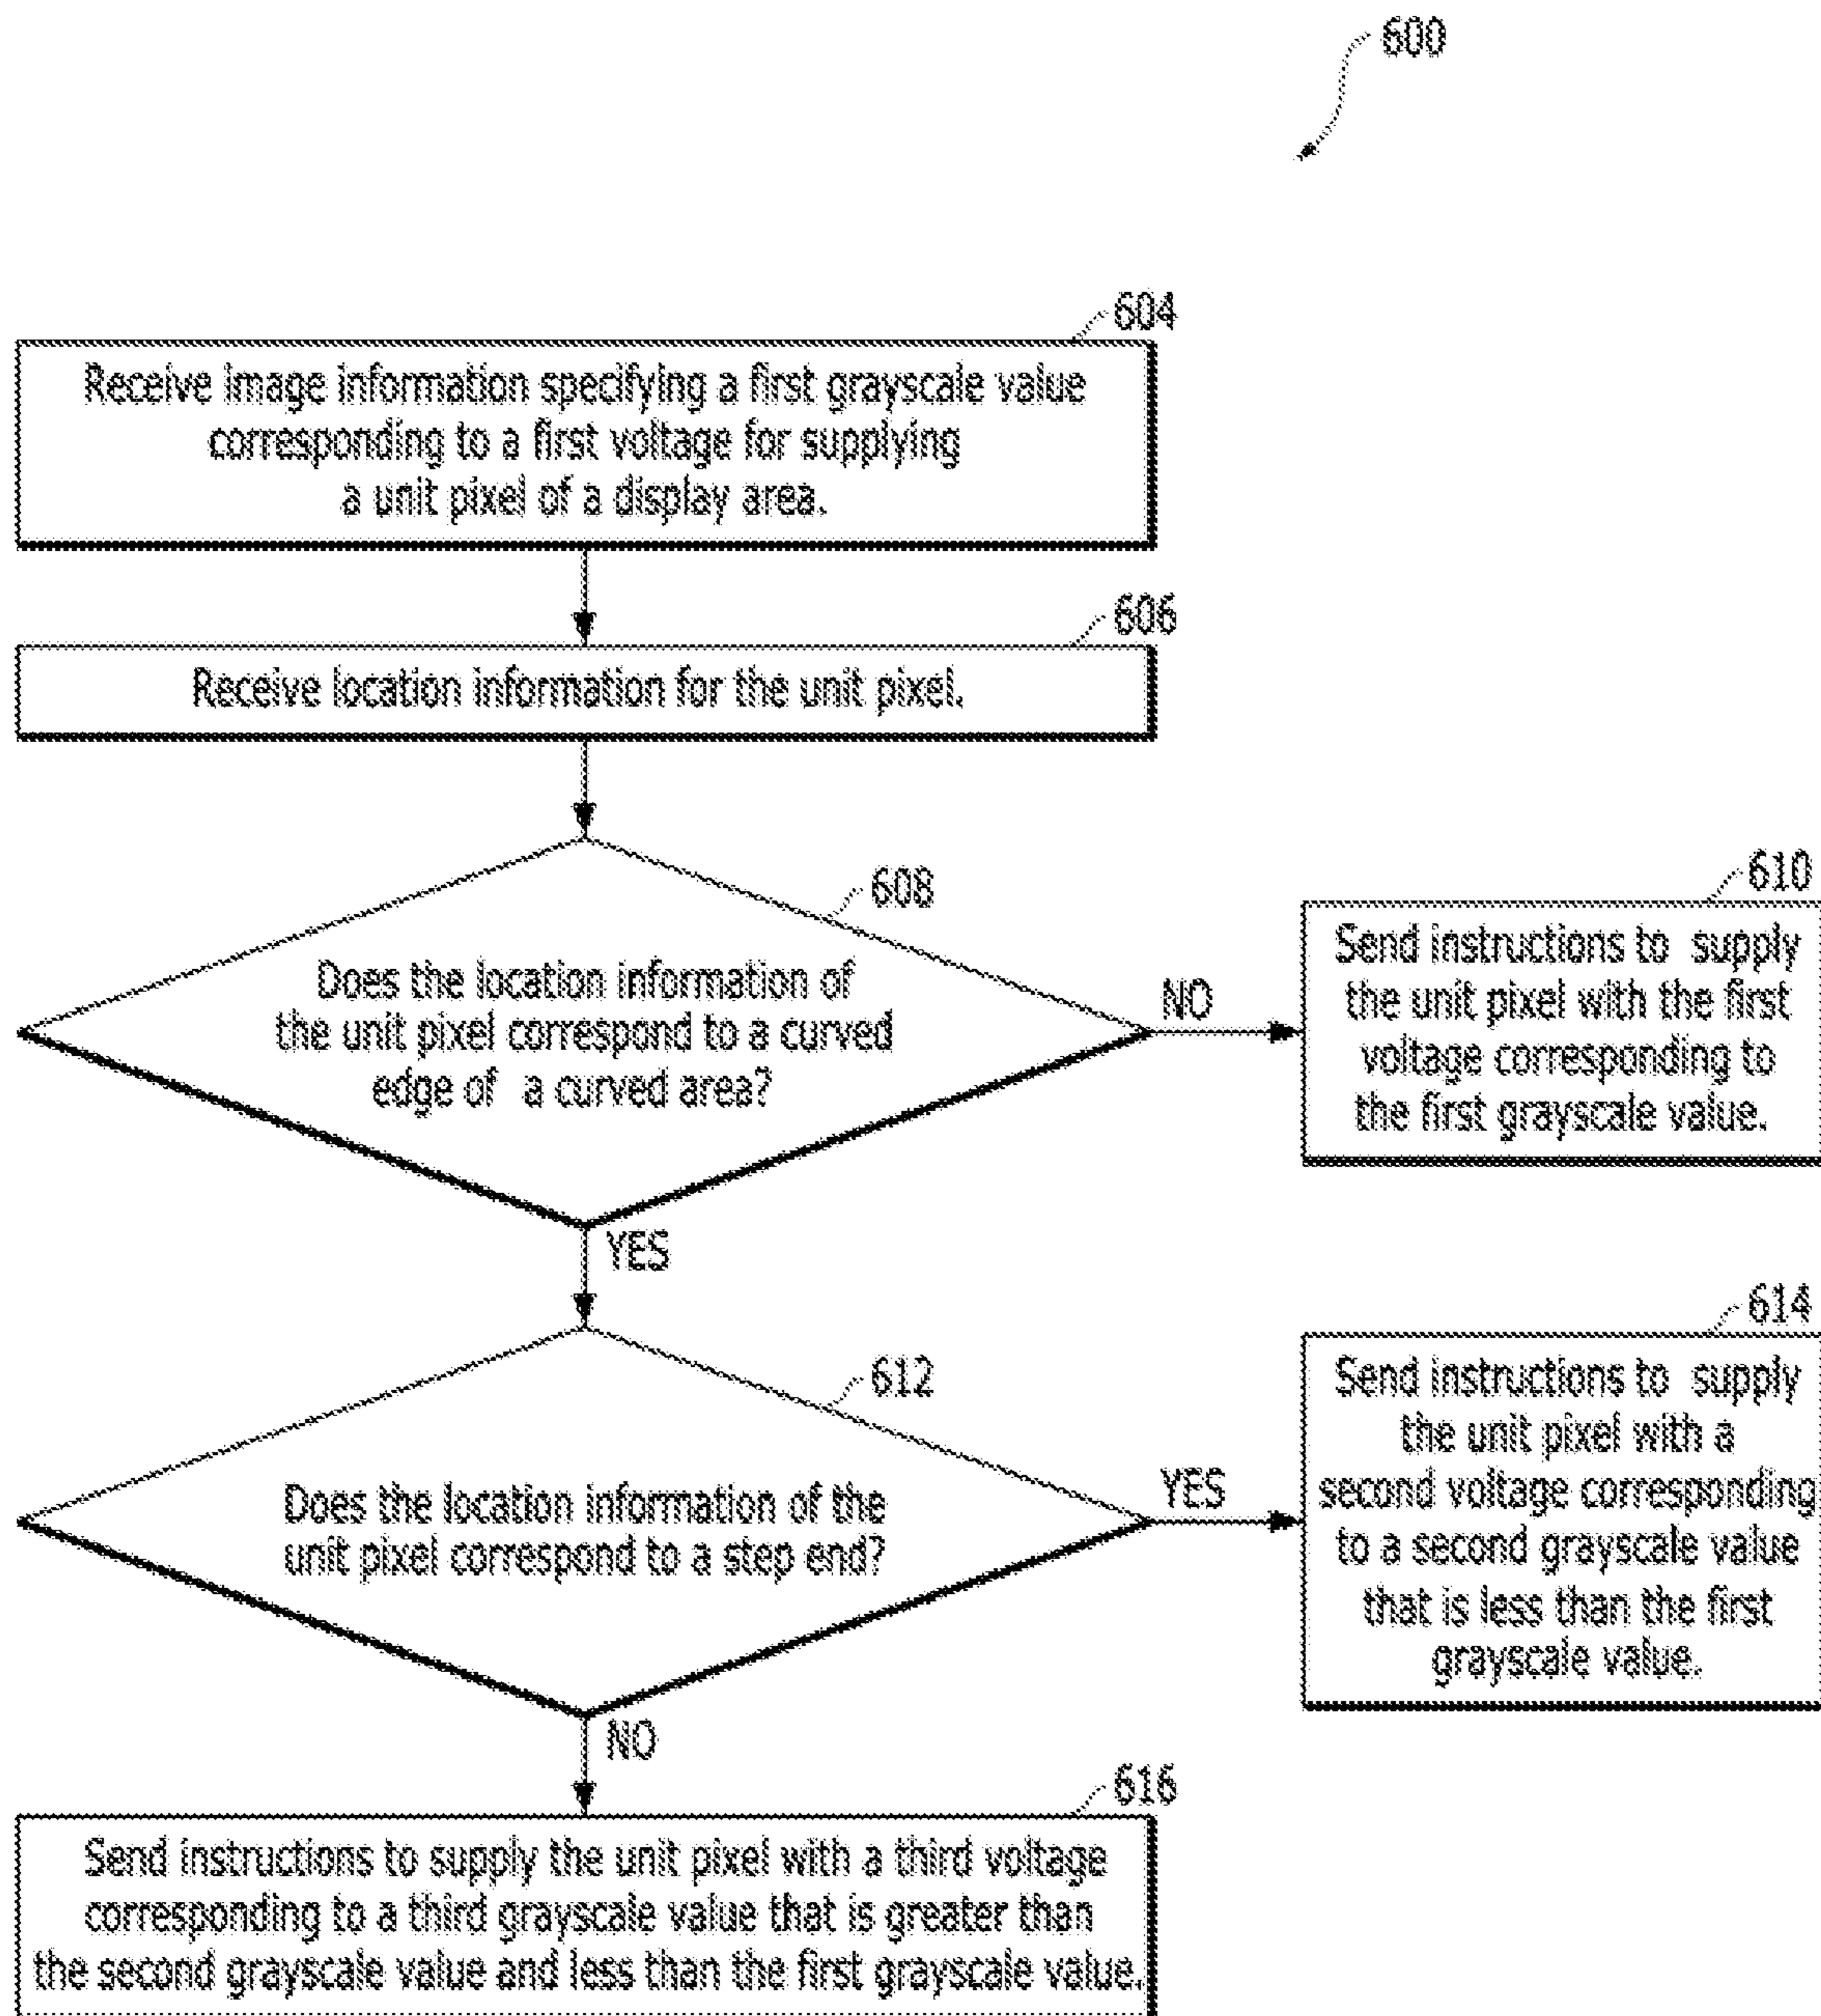 600
604
Receive image information specifying a first grayscale value
corresponding to a first voltage for supplying
a unit pixel of a display area.
606
Receive location information for the unit pixel.
608
Does the location information of
the unit pixel correspond to a curved
edge of a curved area?
NO
610
Send instructions to supply
the unit pixel with the first
voltage corresponding to
the first grayscale value.
YES
612
Does the location information of the
unit pixel correspond to a step end?
YES
614
Send instructions to supply
the unit pixel with a
second voltage corresponding
to a second grayscale value
that is less than the first
grayscale value.
NO
616
Send instructions to supply the unit pixel with a third voltage
corresponding to a third grayscale value that is greater than
the second grayscale value and less than the first grayscale value.